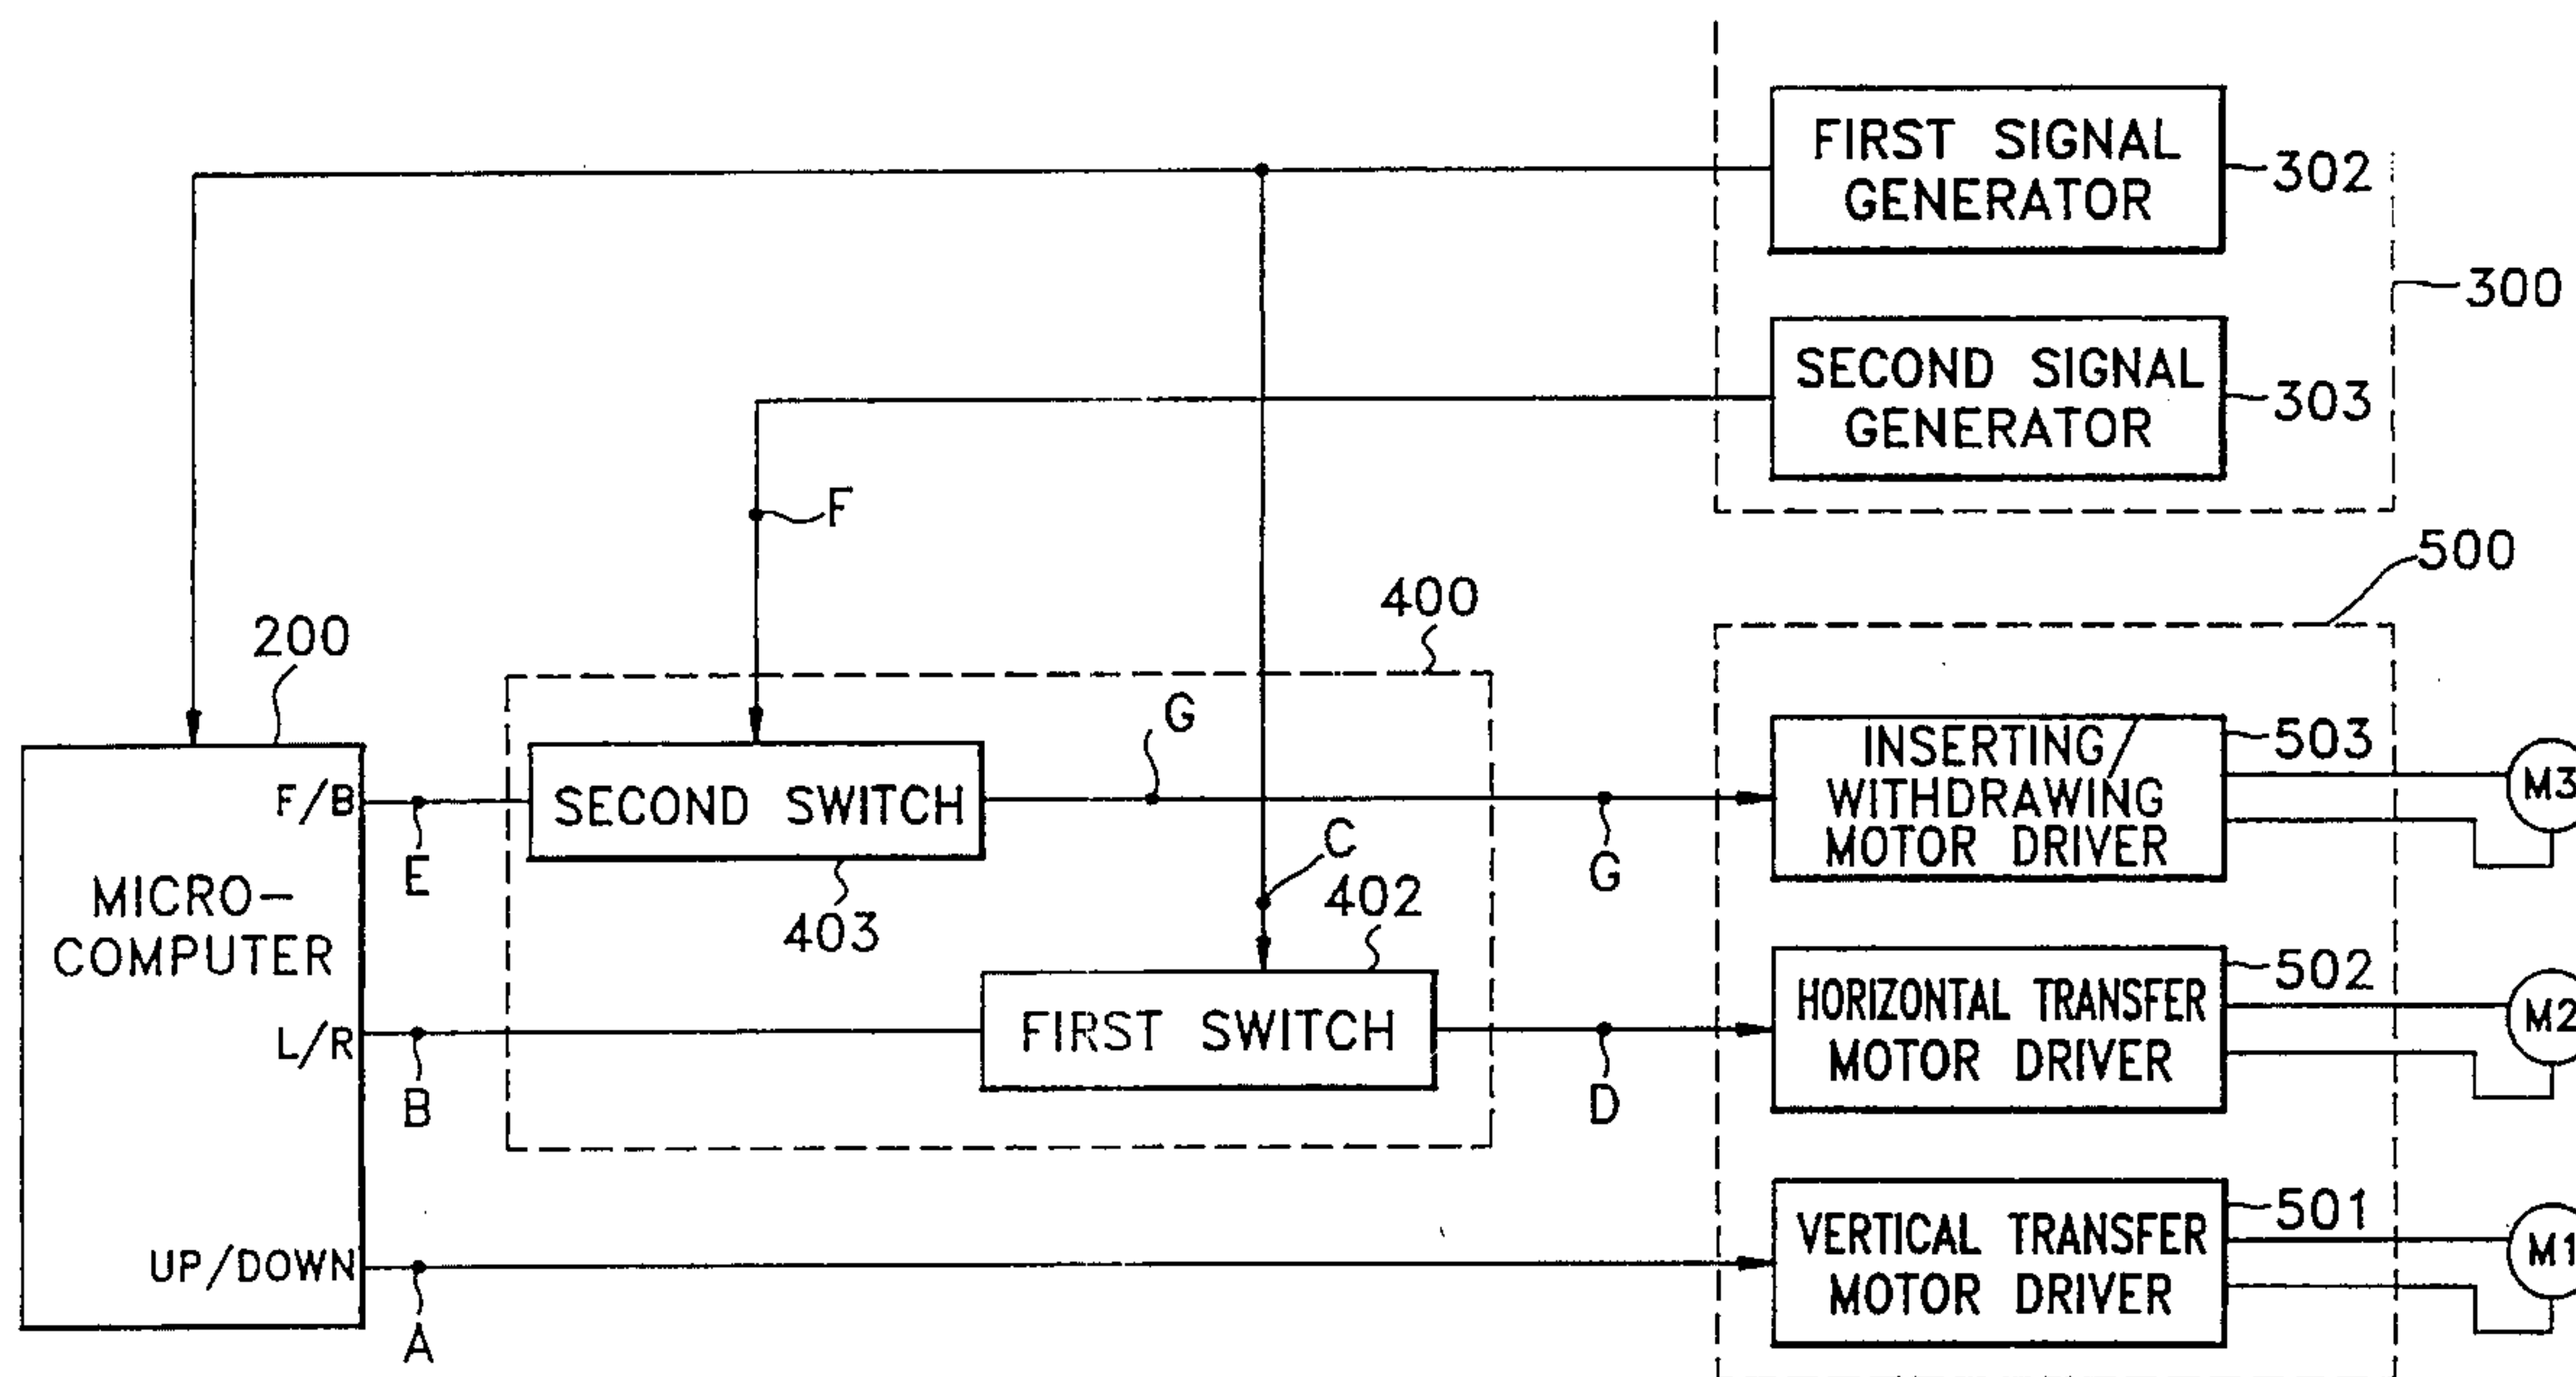 FIRST SIGNAL
GENERATOR
302
300
SECOND SIGNAL
GENERATOR
303
F
500
400
200
G
F/B
SECOND SWITCH
E
403
C
402
G
INSERTING/
WITHDRAWING
MOTOR DRIVER
503
M3
MICRO-
COMPUTER
L/R
B
FIRST SWITCH
D
HORIZONTAL TRANSFER
MOTOR DRIVER
502
M2
UP/DOWN
A
VERTICAL TRANSFER
MOTOR DRIVER
501
M1